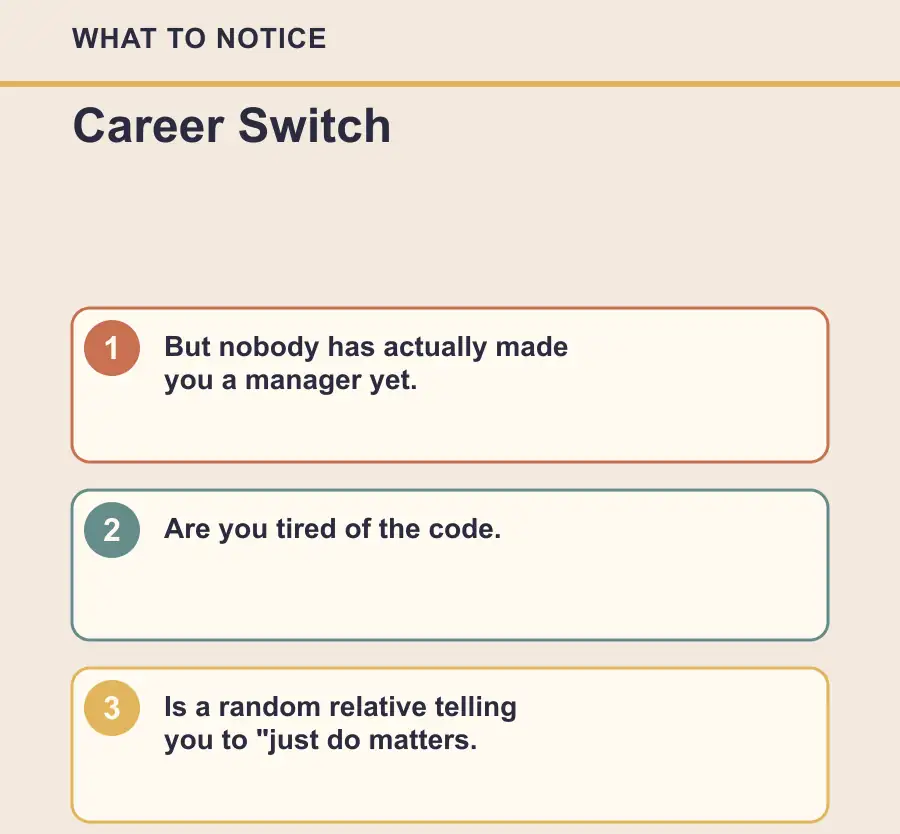 WHAT TO NOTICE
Career Switch
1
But nobody has actually made
you a manager yet.
2
Are you tired of the code.
3
Is a random relative telling
you to "just do matters.